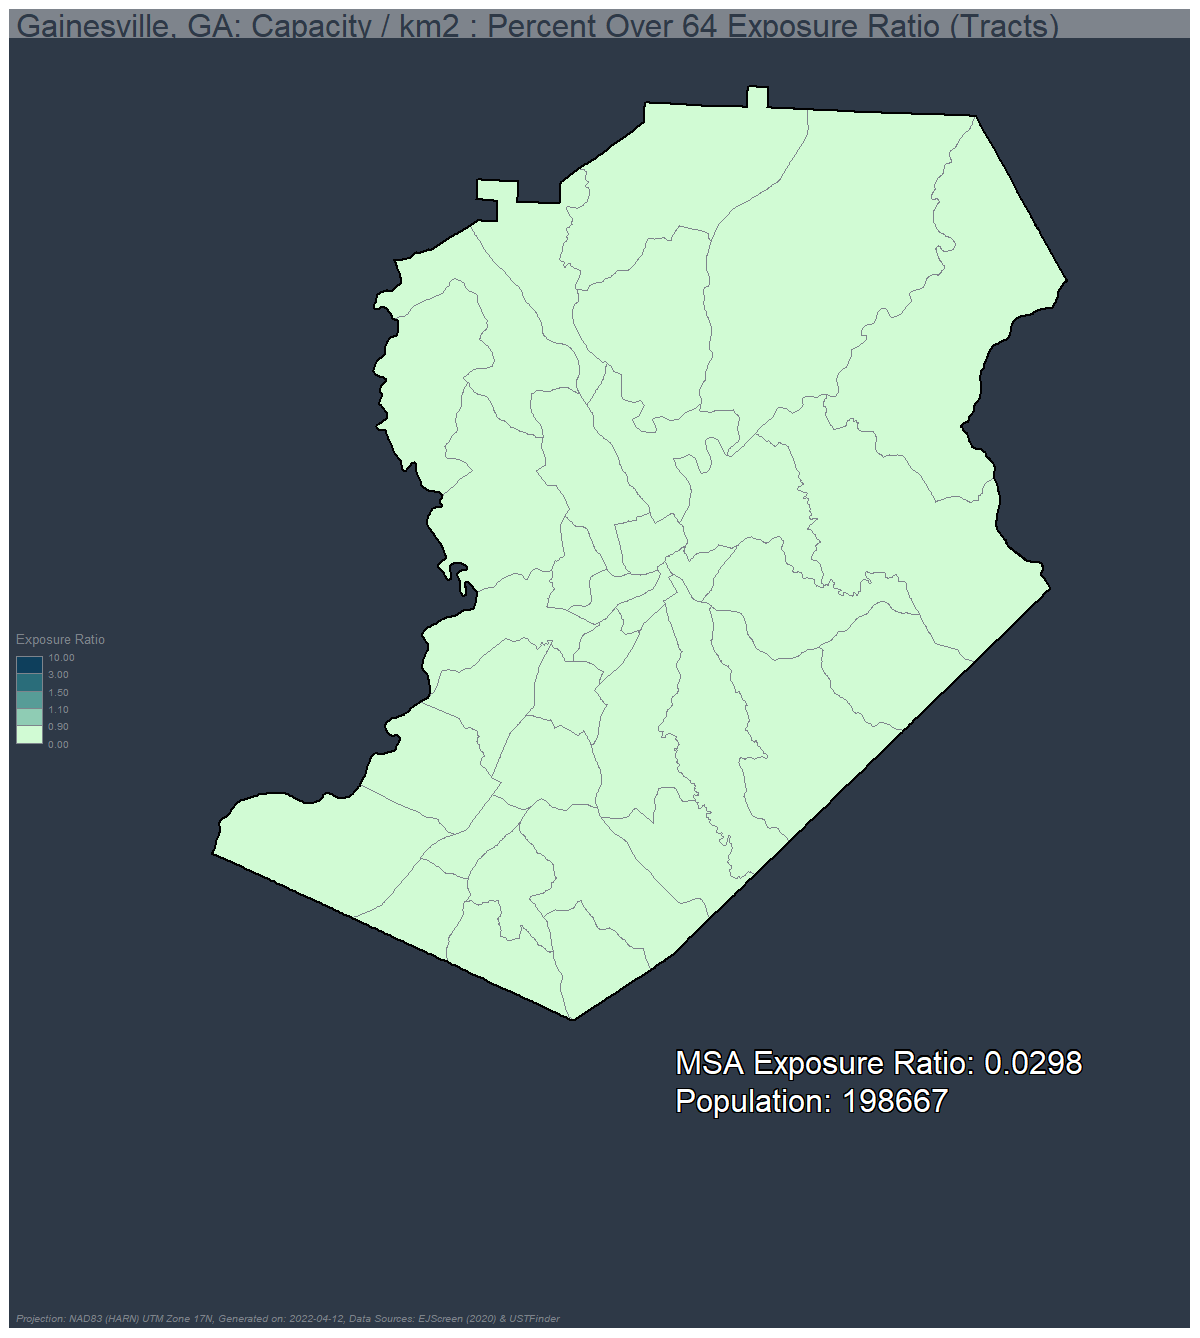 Gainesville, GA: Capacity / km2 : Percent Over 64 Exposure Ratio (Tracts)
Exposure Ratio
10.00
3.00
1.50
1.10
0.90
0.00
MSA Exposure Ratio: 0.0298
Population: 198667
Projection: NAD83 (HARN) UTM Zone 17N, Generated on: 2022-04-12, Data Sources: EJScreen (2020) & USTFinder